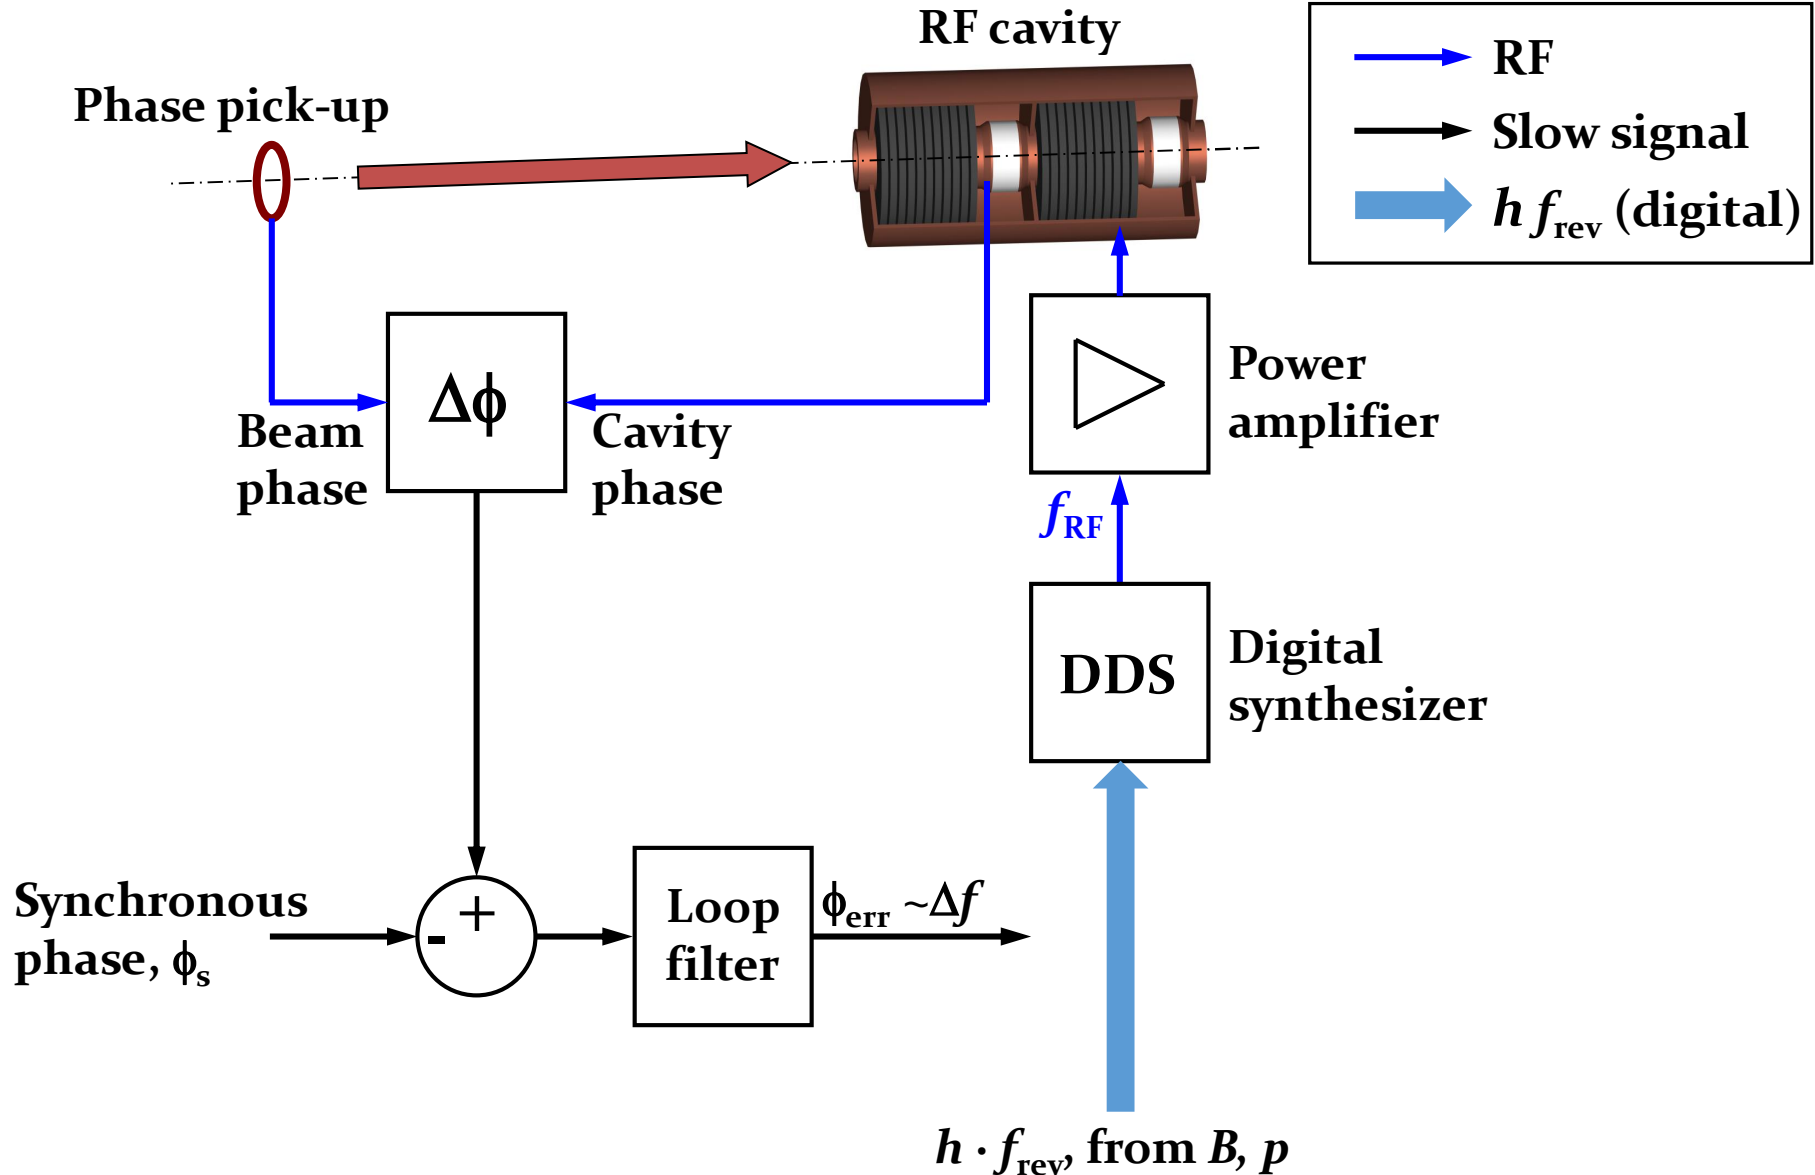 RF cavity
RF
Phase pick-up
Slow signal
h f_rev (digital)
Δϕ
Power
amplifier
Beam
phase
Cavity
phase
f_RF
DDS
Digital
synthesizer
Synchronous
phase, ϕ_s
+
-
Loop
filter
ϕ_err ~Δf
h · f_rev, from B, p